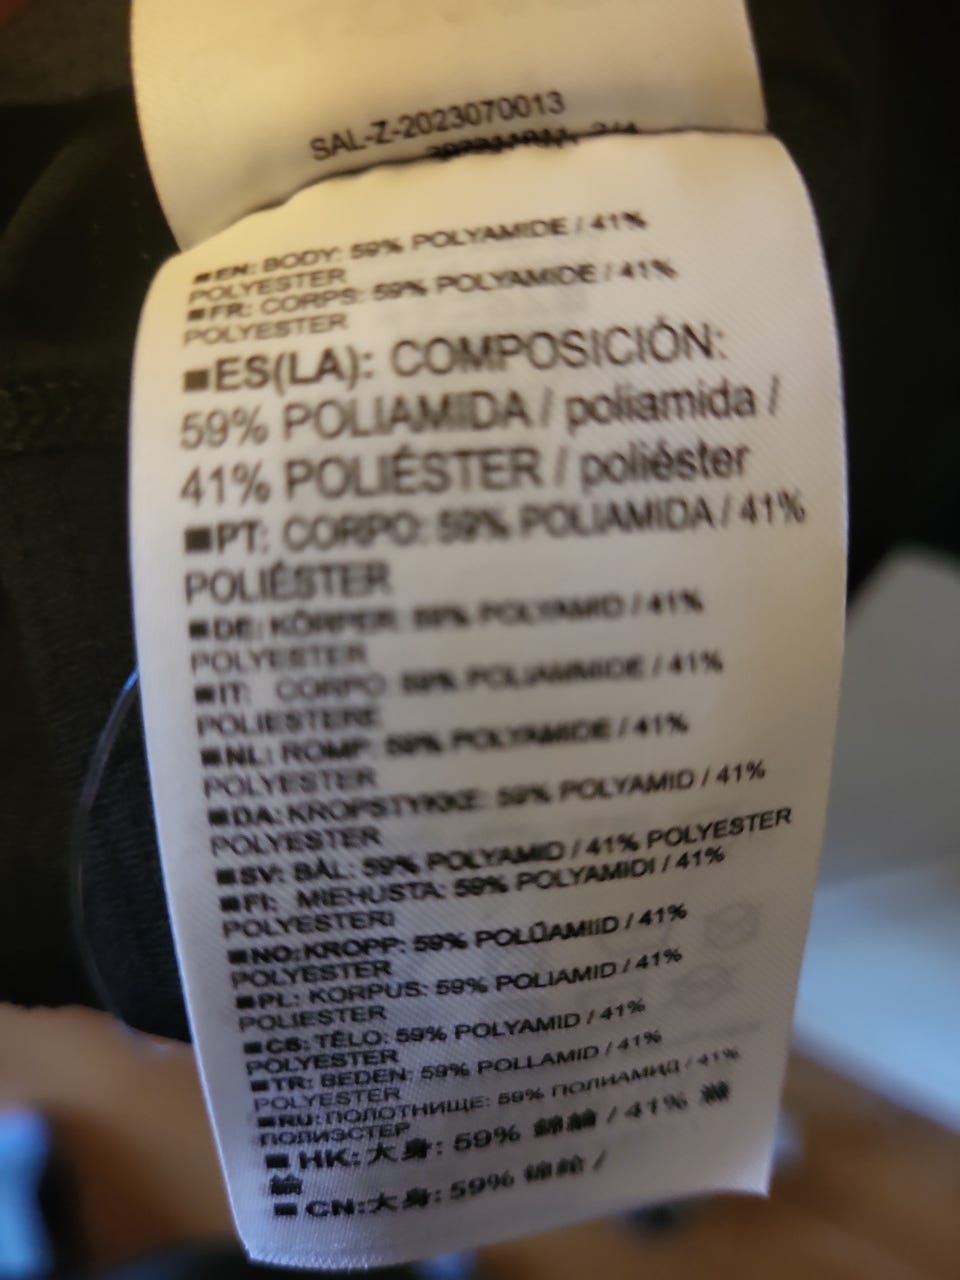 SAL-Z-2023070013
■EN: BODY: 59% POLYAMIDE / 41%
POLYESTER
■FR: CORPS: 59% POLYAMIDE / 41%
POLYESTER
■ES(LA): COMPOSICIÓN:
59% POLIAMIDA / poliamida /
41% POLIÉSTER / poliéster
■PT: CORPO: 59% POLIAMIDA / 41%
POLIÉSTER
■DE: KÖRPER: 59% POLYAMID / 41%
POLYESTER
■IT: CORPO: 59% POLIAMMIDE / 41%
POLIESTERE
■NL: ROMP: 59% POLYAMIDE / 41%
POLYESTER
■DA: KROPSTYKKE: 59% POLYAMID / 41%
POLYESTER
■SV: BÅL: 59% POLYAMID / 41% POLYESTER
■FI: MIEHUSTA: 59% POLYAMIDI / 41%
POLYESTERI
■NO: KROPP: 59% / 41%
POLYESTER
■PL: KORPUS: 59% POLIAMID / 41%
POLIESTER
■CS: TĚLO: 59% POLYAMID / 41%
POLYESTER
■TR: BEDEN: 59% / 41%
POLYESTER
■RU: ПОЛОТНИЩЕ: 59% ПОЛИАМИД / 41%
ПОЛИЭСТЕР
■ HK:大身: 59% / 41%
■ CN:大身: 59% /